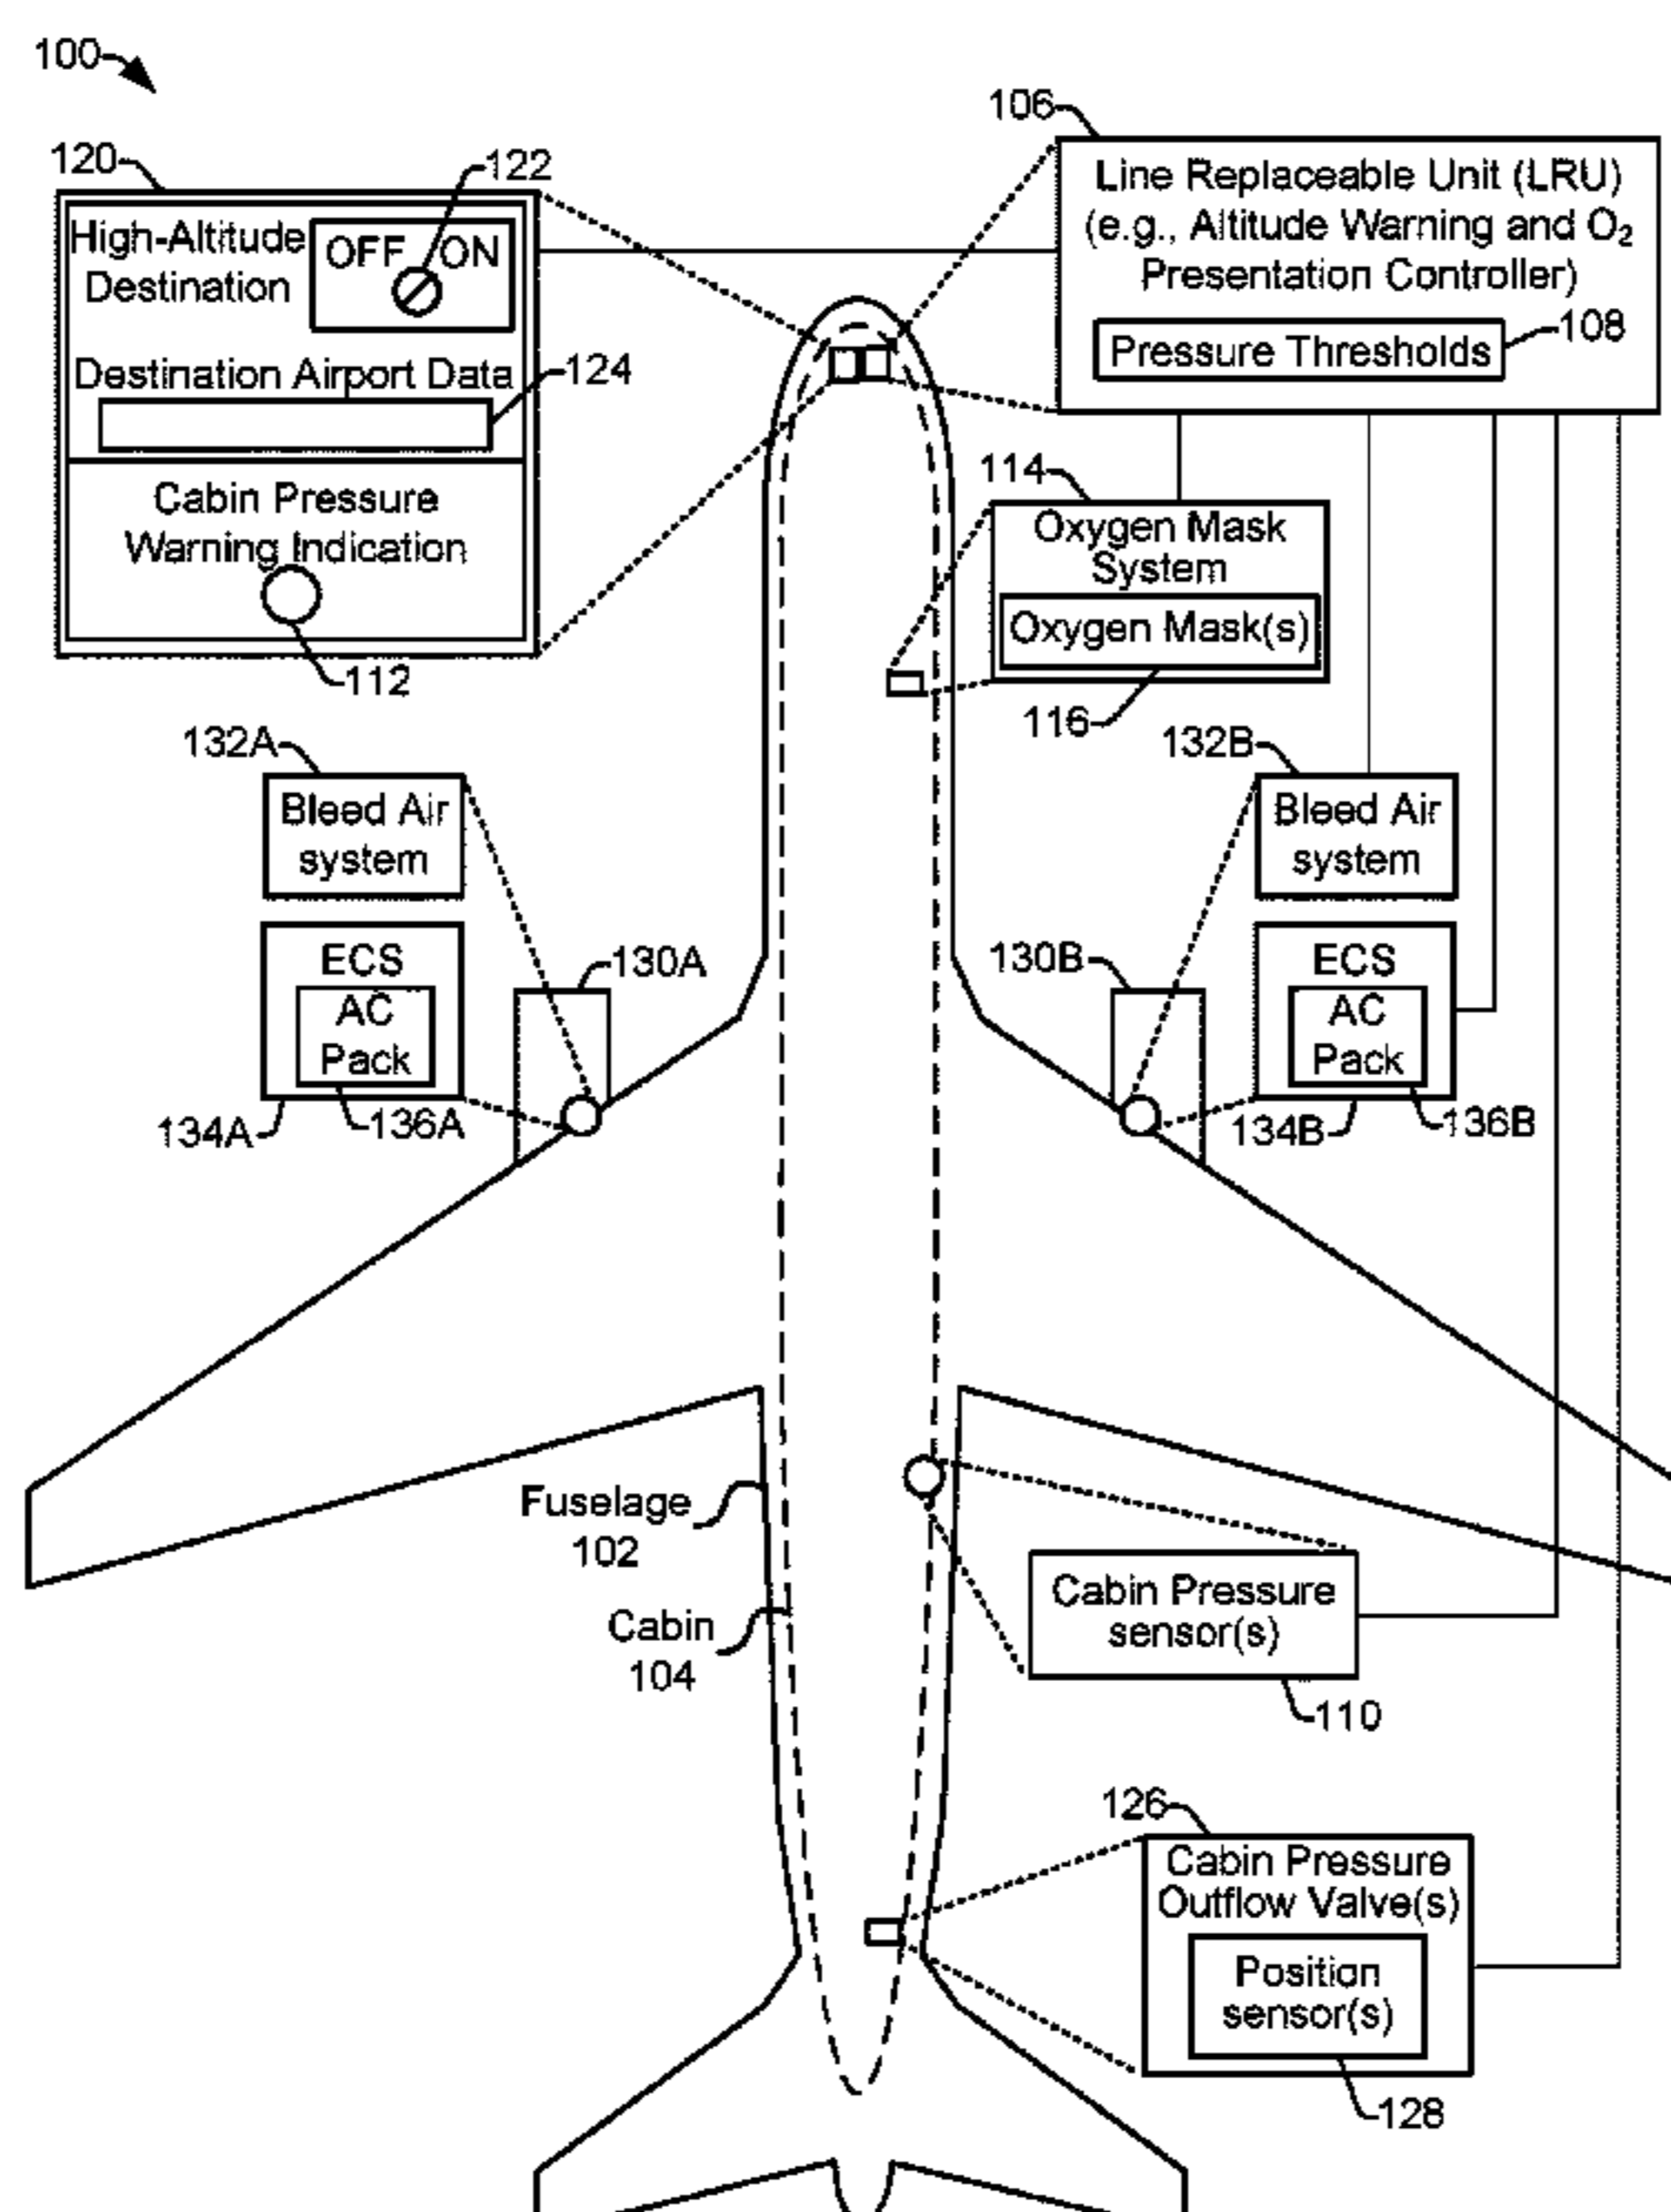 100
106
120
122
Line Replaceable Unit (LRU)
(e.g., Altitude Warning and O₂
Presentation Controller)
Pressure Thresholds
108
High-Altitude
Destination
OFF ON
Destination Airport Data
124
Cabin Pressure
Warning Indication
112
114
Oxygen Mask
System
Oxygen Mask(s)
116
132A
Bleed Air
system
132B
Bleed Air
system
ECS
AC
Pack
134A
136A
130A
130B
ECS
AC
Pack
134B
136B
Fuselage
102
Cabin
104
Cabin Pressure
sensor(s)
110
126
Cabin Pressure
Outflow Valve(s)
Position
sensor(s)
128